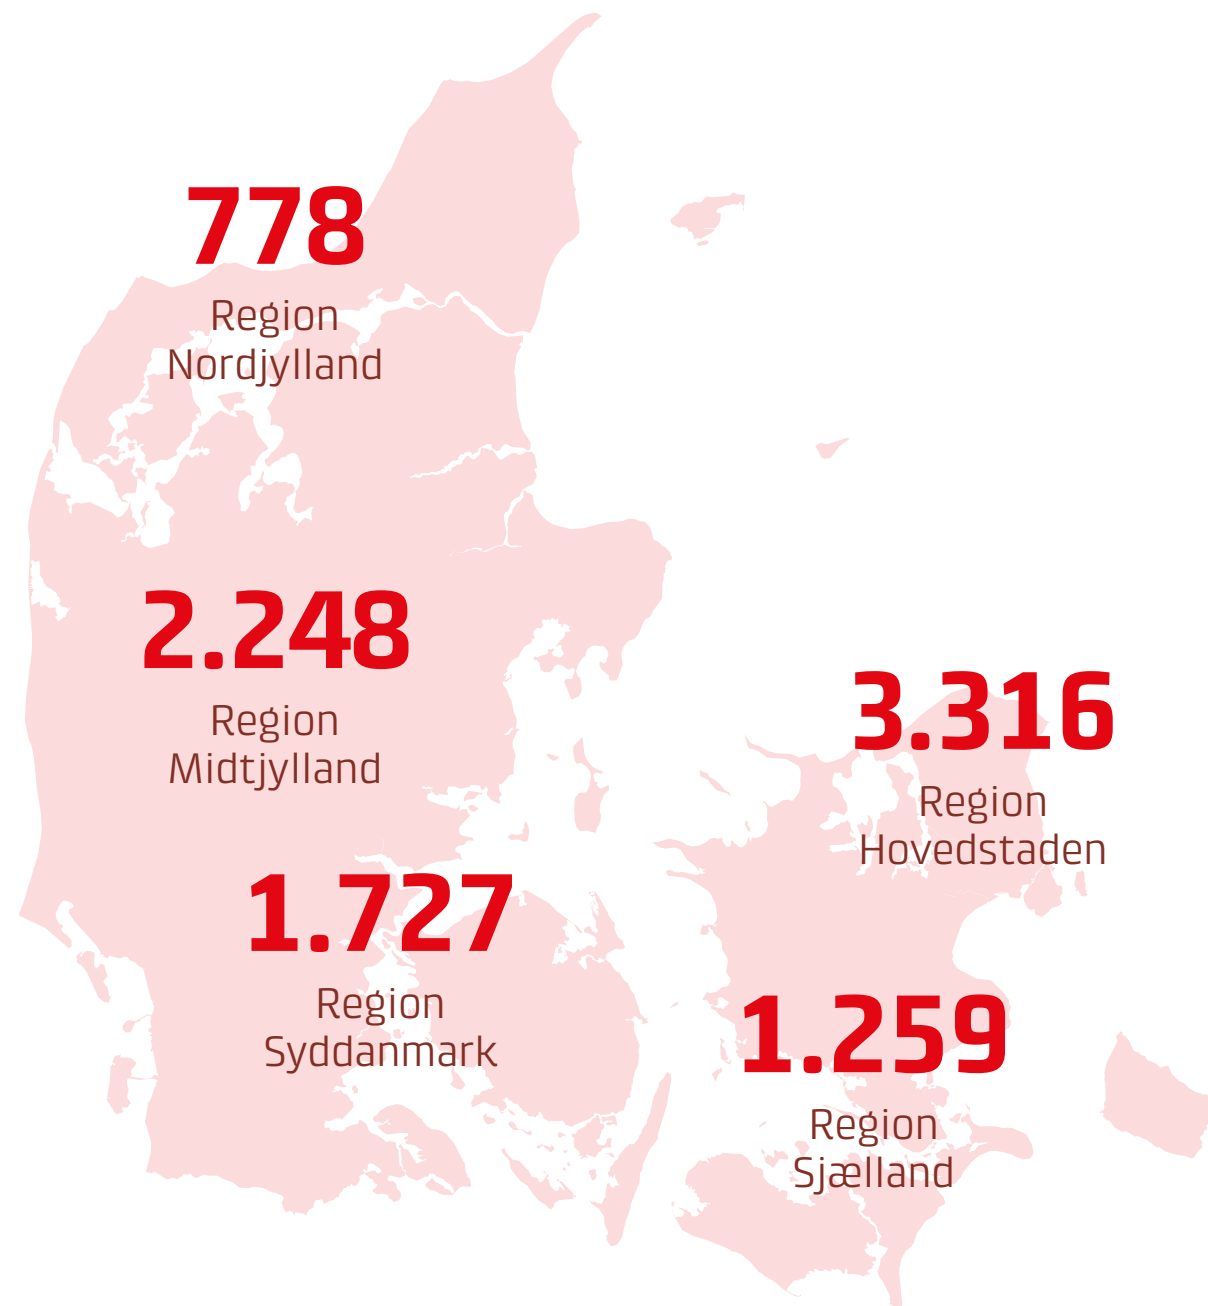 778
Region
Nordjylland
2.248
Region
Midtjylland
3.316
Region
Hovedstaden
1.727
Region
Syddanmark
1.259
Region
Sjælland